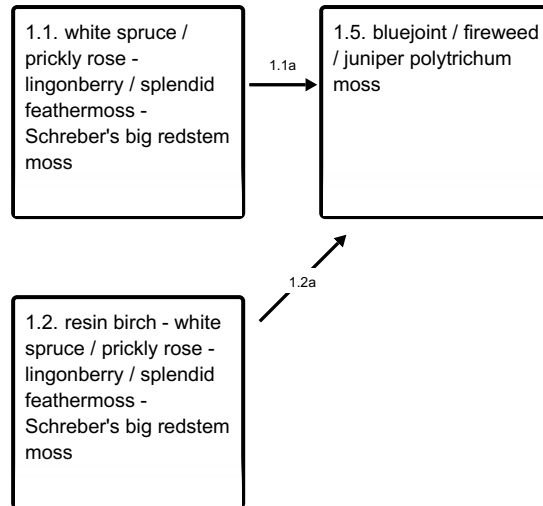 1.1. white spruce /
prickly rose -
lingonberry / splendid
feathermoss -
Schreber's big redstem
moss
1.1a
1.5. bluejoint / fireweed
/ juniper polytrichum
moss
1.2a
1.2. resin birch - white
spruce / prickly rose -
lingonberry / splendid
feathermoss -
Schreber's big redstem
moss